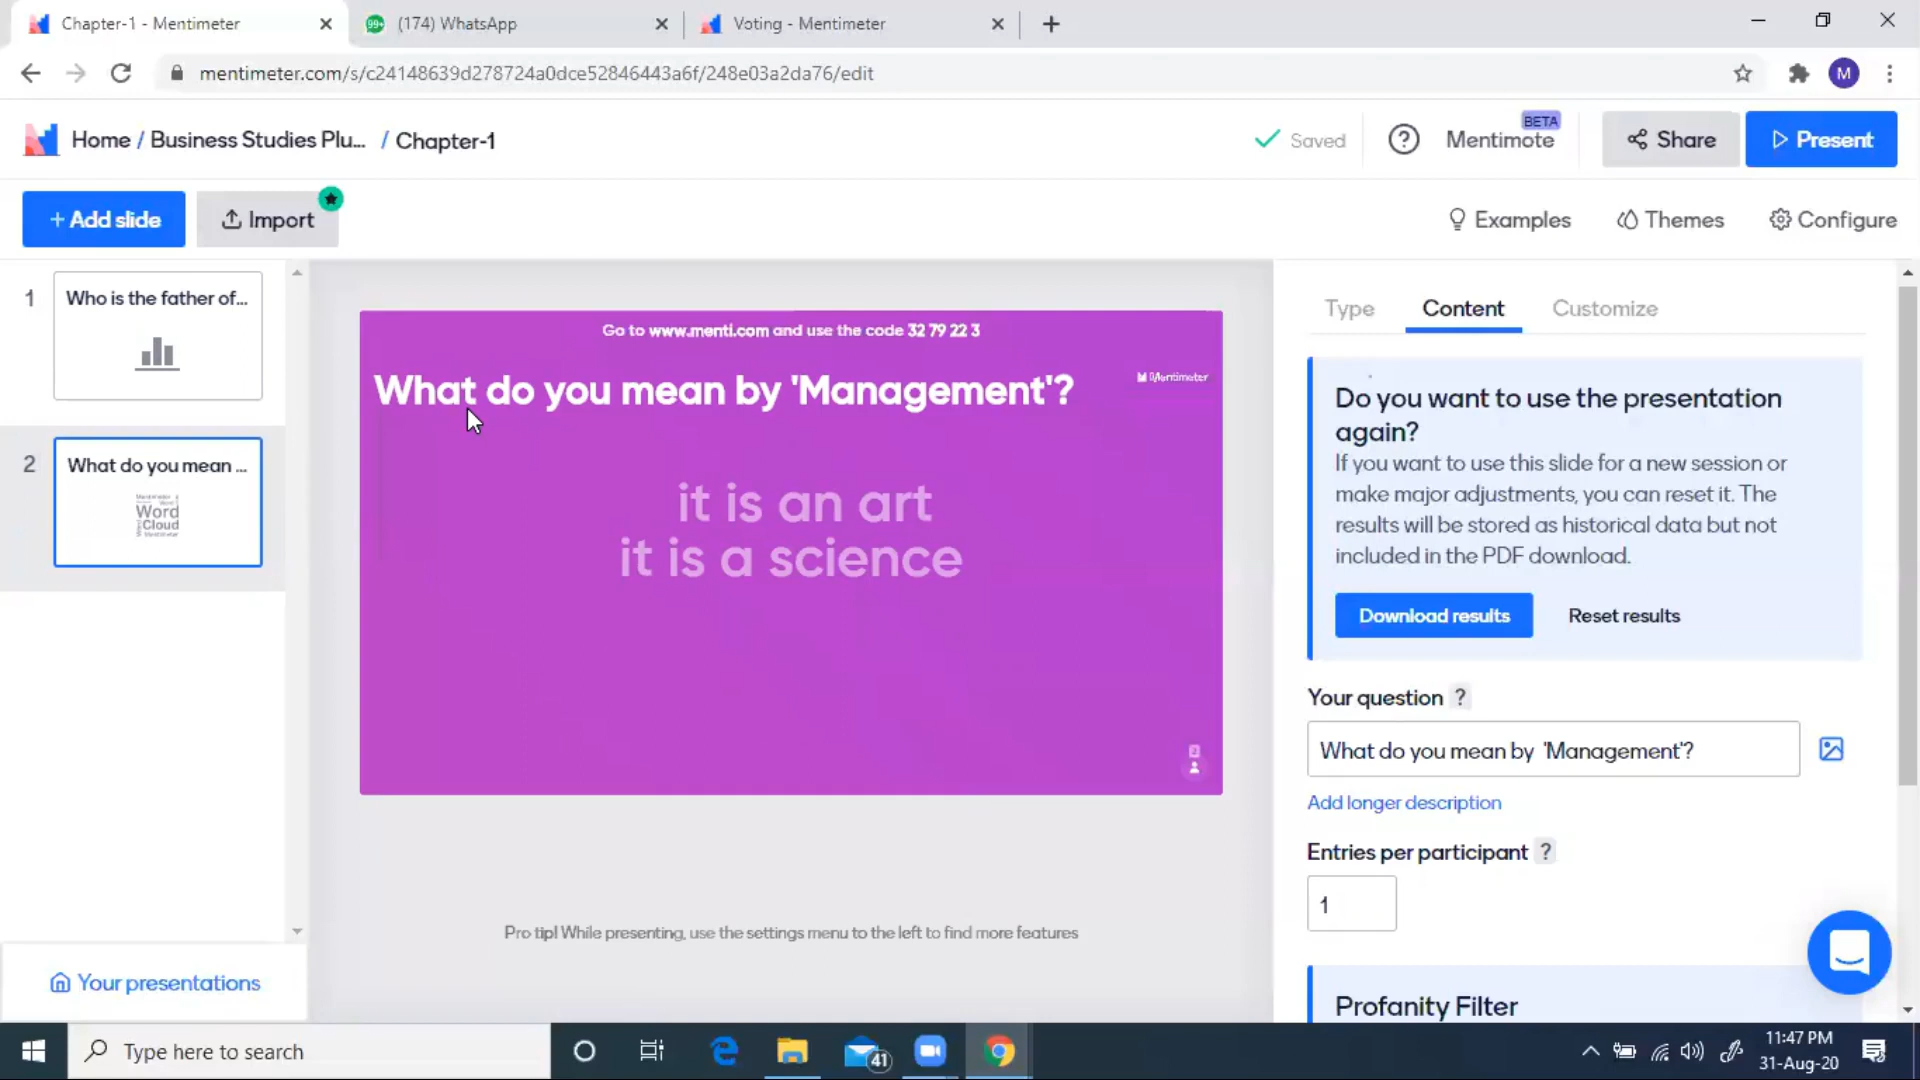 Chapter-1 - Mentimeter
99+
(174) WhatsApp
Voting - Mentimeter
mentimeter.com/s/c24148639d278724a0dce52846443a6f/248e03a2da76/edit
M
Home / Business Studies Plu... / Chapter-1
Saved
Mentimote
BETA
Share
Present
+ Add slide
Import
Examples
Themes
Configure
1
Who is the father of...
2
What do you mean ...
Word
Cloud
Your presentations
Go to www.menti.com and use the code 32 79 22 3
What do you mean by 'Management'?
Mentimeter
it is an art
it is a science
2
Pro tip! While presenting, use the settings menu to the left to find more features
Type
Content
Customize
Do you want to use the presentation
again?
If you want to use this slide for a new session or
make major adjustments, you can reset it. The
results will be stored as historical data but not
included in the PDF download.
Download results
Reset results
Your question ?
What do you mean by 'Management'?
Add longer description
Entries per participant ?
1
Profanity Filter
Type here to search
41
11:47 PM
31-Aug-20